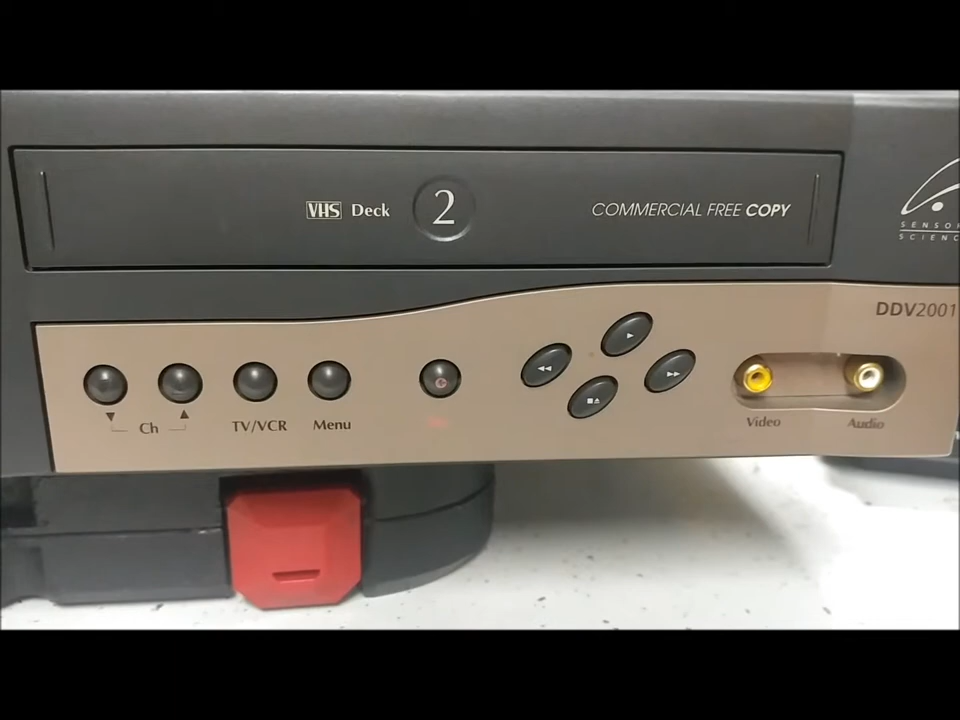 VHS Deck 2 COMMERCIAL FREE COPY
DDV2001
Ch
TV/VCR
Menu
Video
Audio